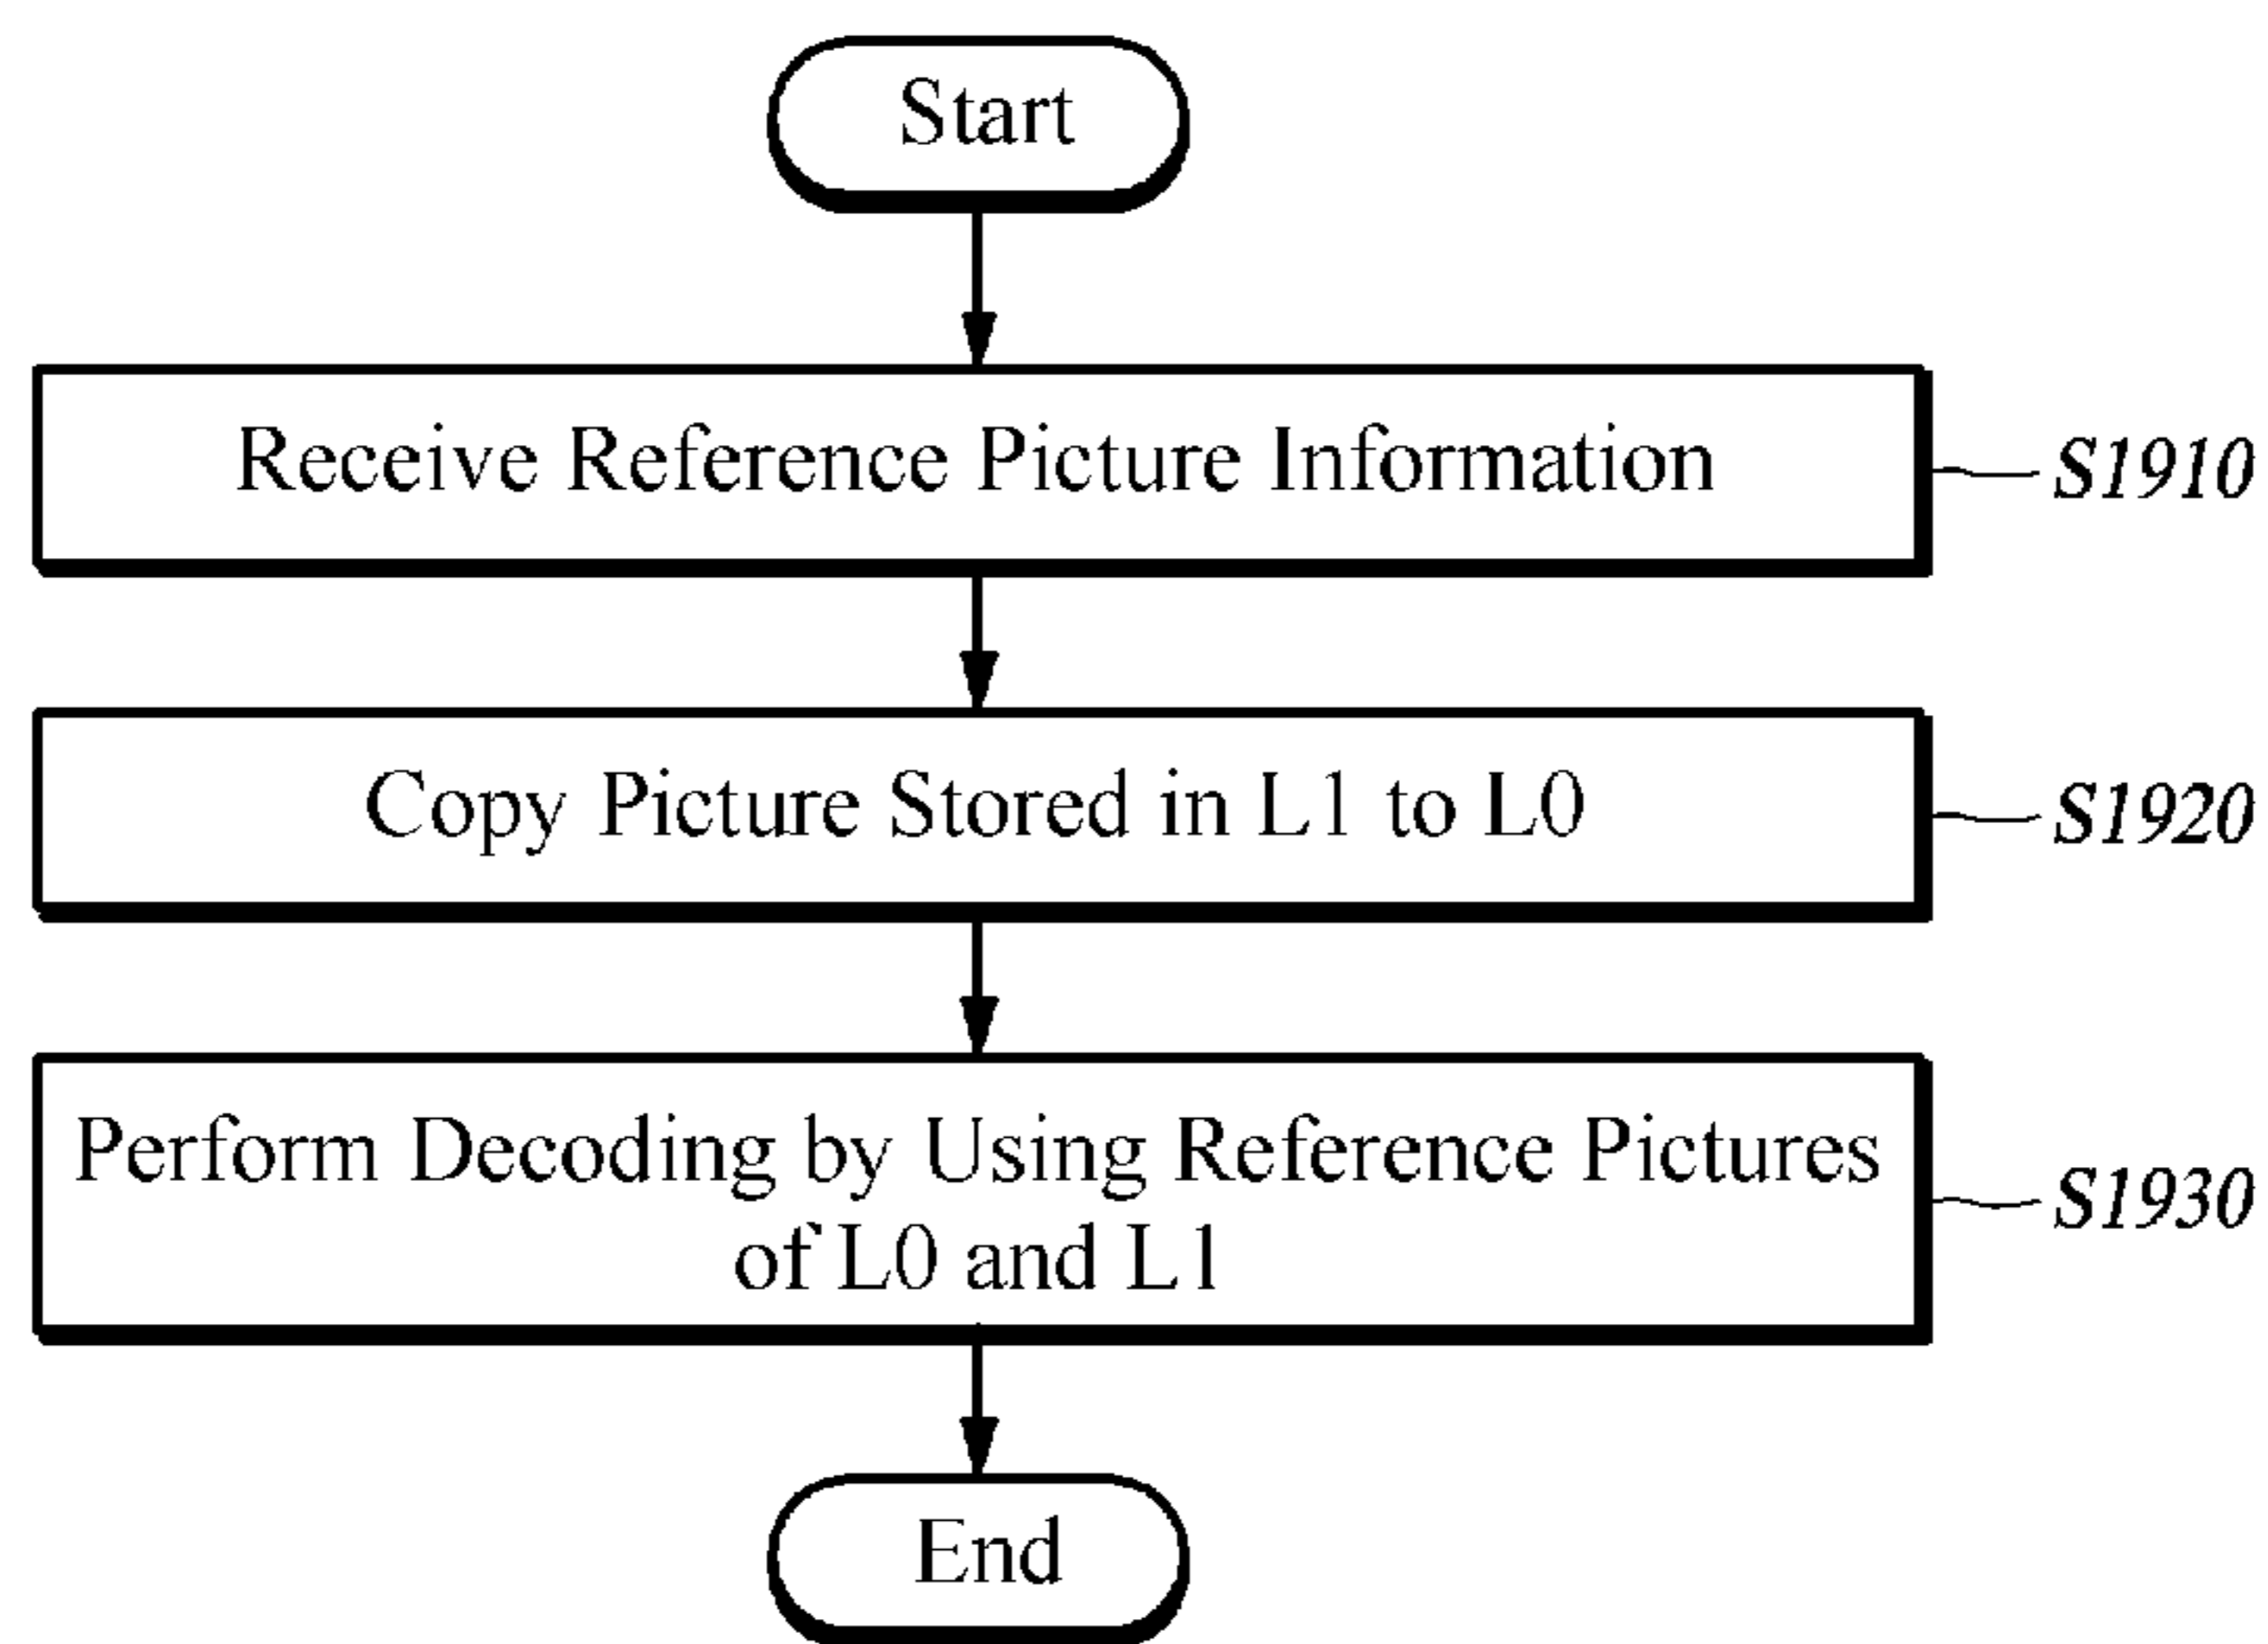 Start
Receive Reference Picture Information
S1910
Copy Picture Stored in L1 to L0
S1920
Perform Decoding by Using Reference Pictures
of L0 and L1
S1930
End